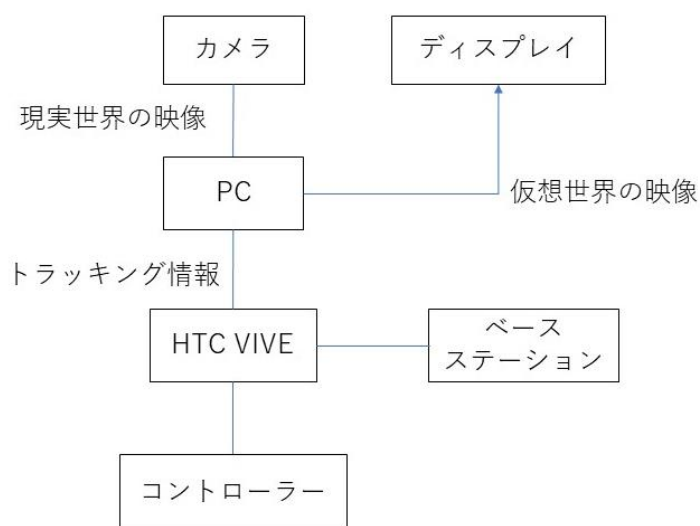 カメラ
ディスプレイ
現実世界の映像
PC
仮想世界の映像
トラッキング情報
HTC VIVE
ベース
ステーション
コントローラー